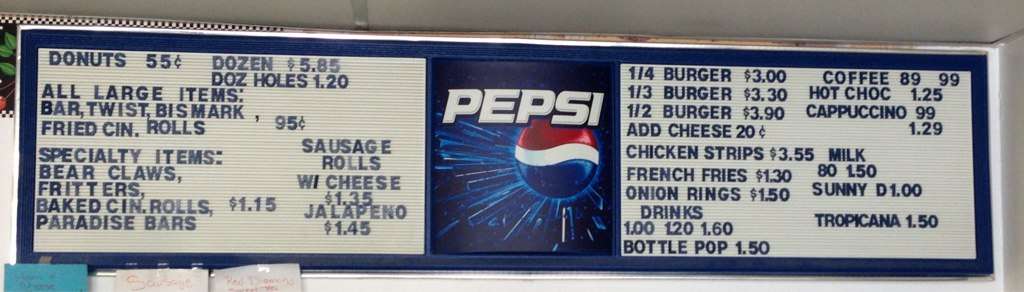 DONUTS 55¢ DOZEN $5.85
DOZ HOLES 1.20
ALL LARGE ITEMS:
BAR, TWIST, BISMARK,
FRIED CIN. ROLLS 95¢
SPECIALTY ITEMS:
BEAR CLAWS,
FRITTERS,
BAKED CIN. ROLLS, $1.15
PARADISE BARS
SAUSAGE
ROLLS
W/ CHEESE
$1.35
JALAPENO
$1.45
PEPSI
1/4 BURGER $3.00
1/3 BURGER $3.30
1/2 BURGER $3.90
ADD CHEESE 20¢
CHICKEN STRIPS $3.55
FRENCH FRIES $1.30
ONION RINGS $1.50
DRINKS
1.00 1.20 1.60
BOTTLE POP 1.50
COFFEE 89 99
HOT CHOC 1.25
CAPPUCCINO 99
1.29
MILK
80 1.50
SUNNY D 1.00
TROPICANA 1.50
Sausage